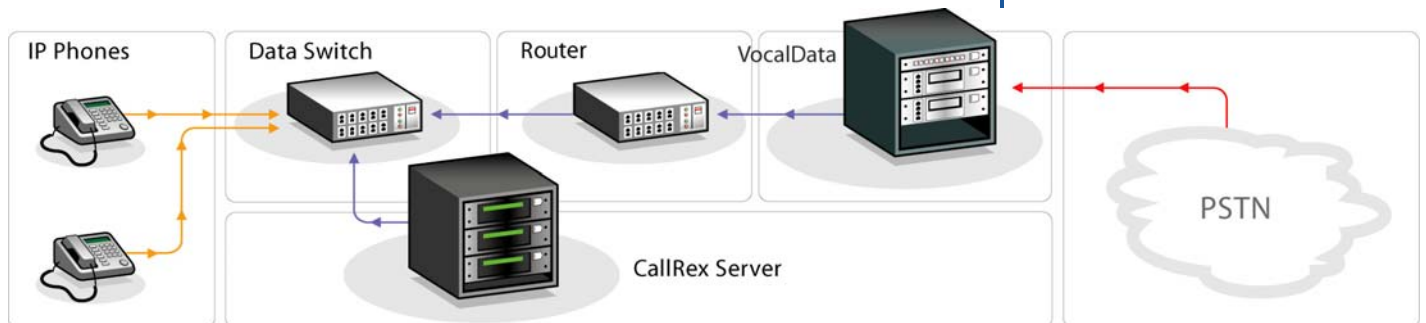 IP Phones
Data Switch
Router
VocalData
CallRex Server
PSTN